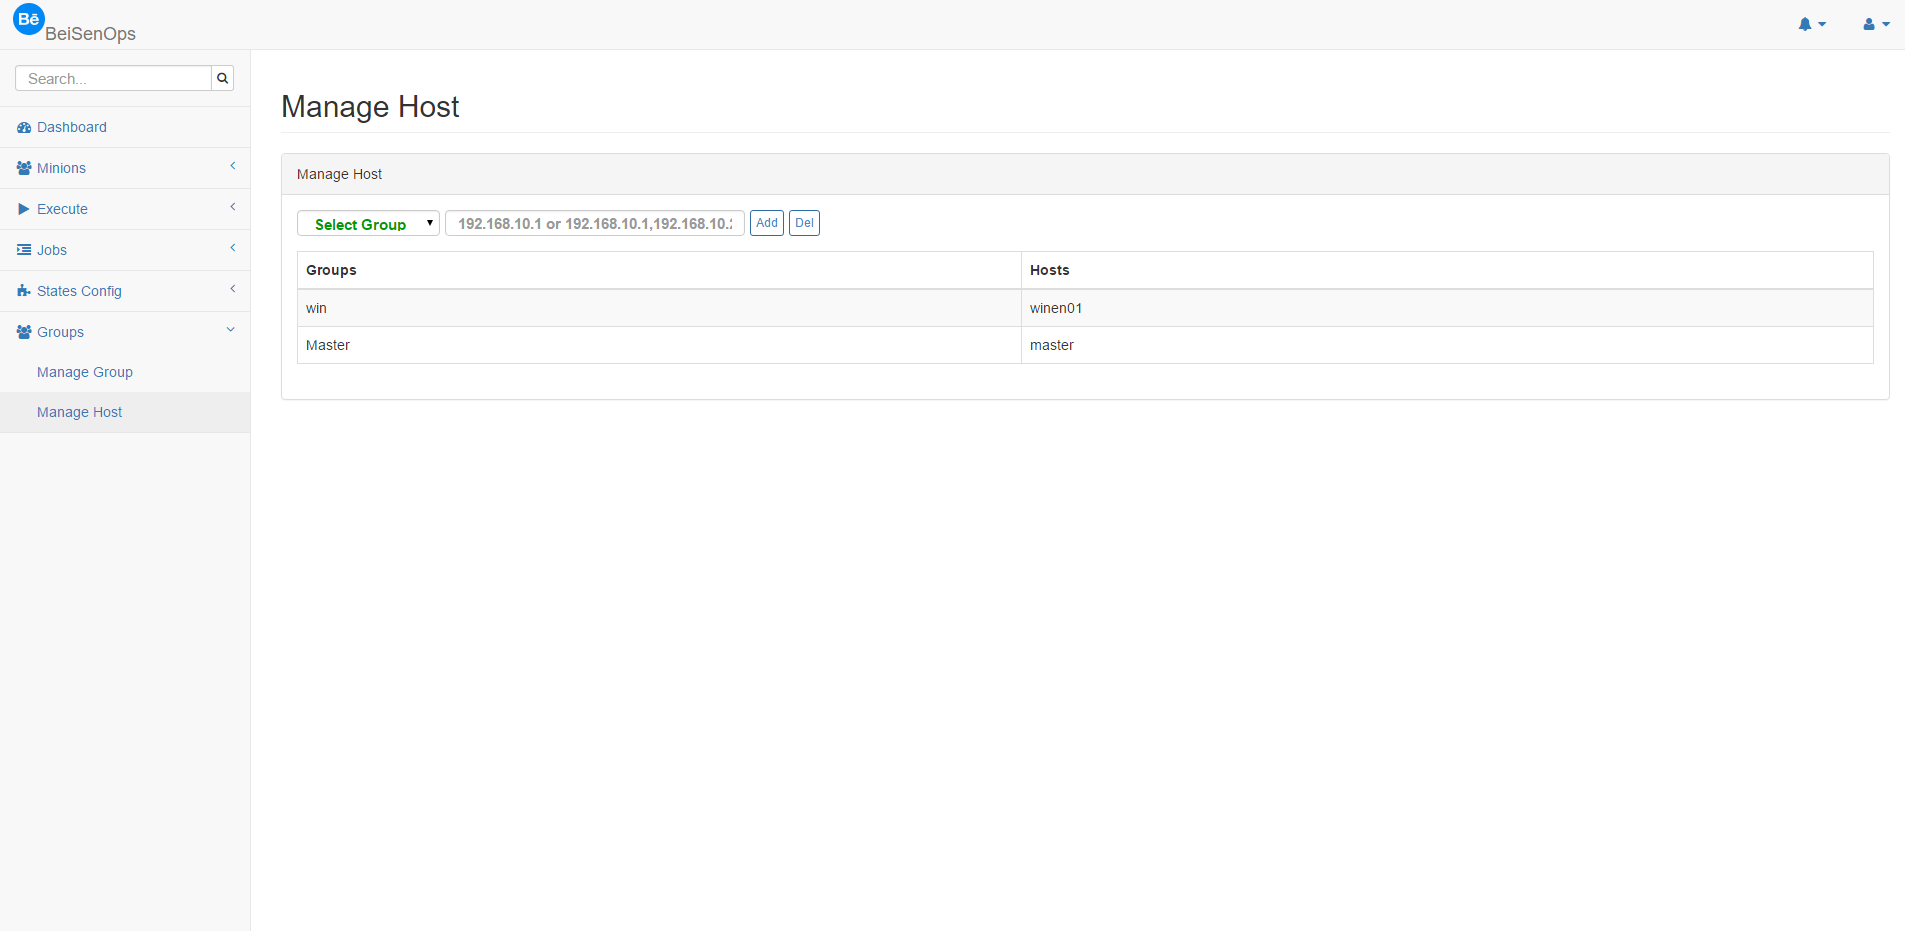 Bē
BeiSenOps
Search...
Dashboard
Minions
Execute
Jobs
States Config
Groups
Manage Group
Manage Host
Manage Host
Manage Host
Select Group 192.168.10.1 or 192.168.10.1,192.168.10. Add Del
Groups Hosts
win winen01
Master master